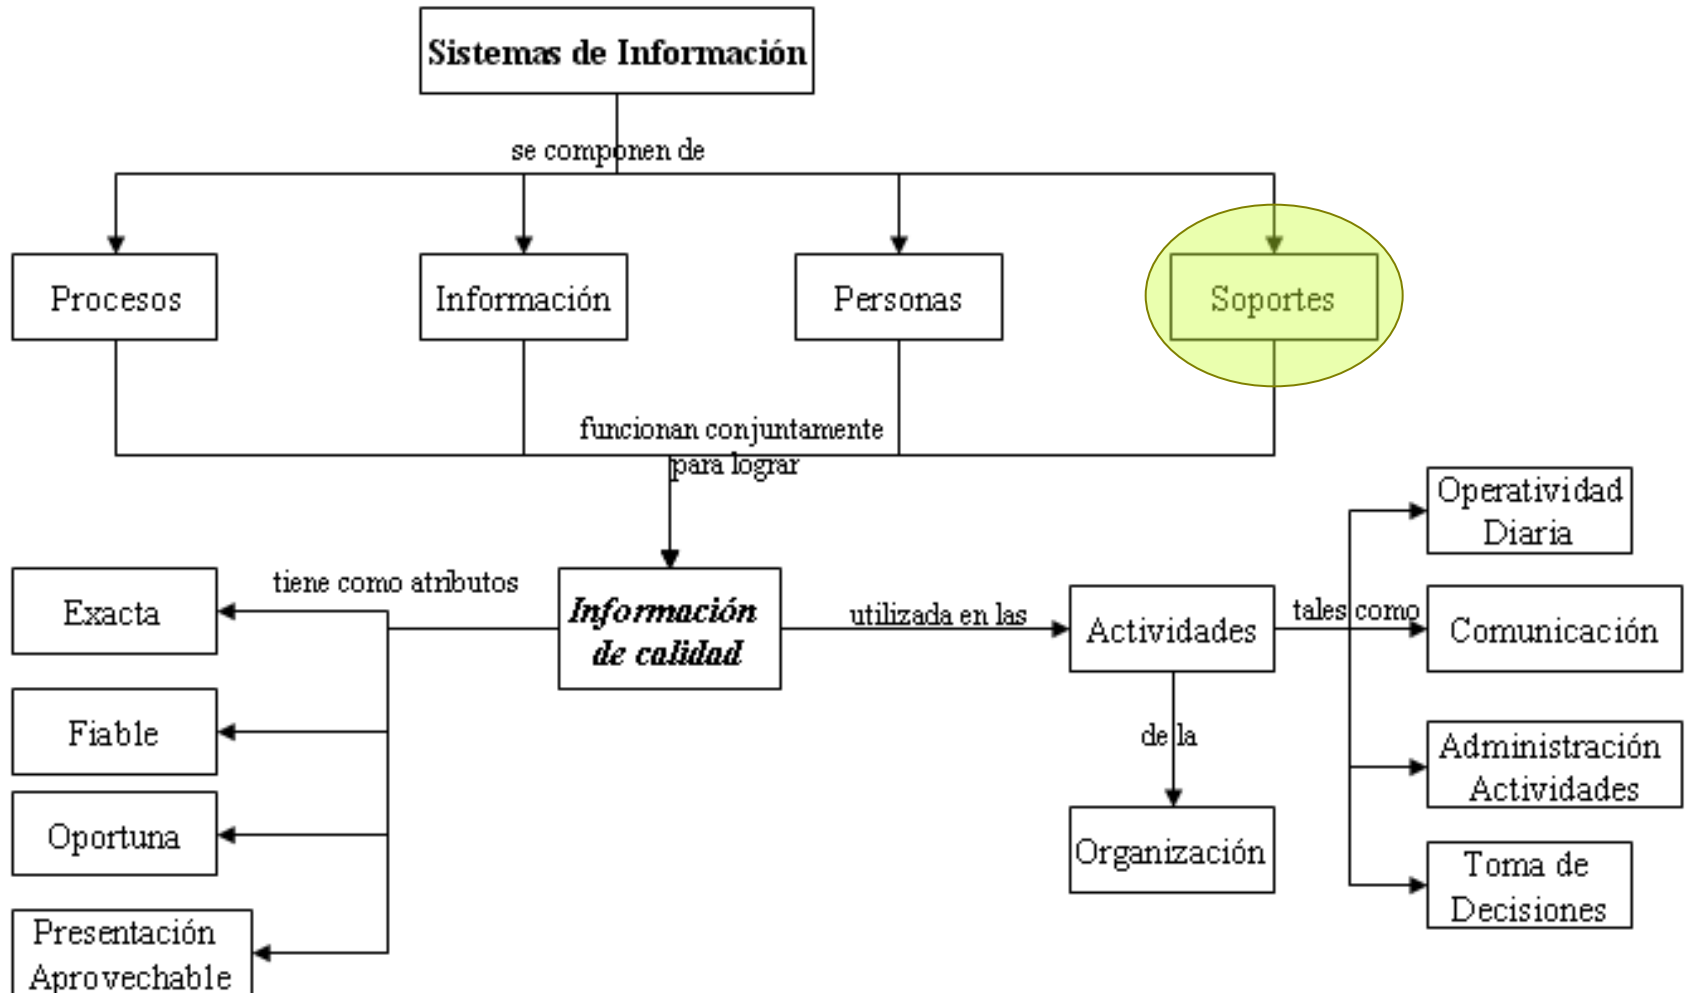 Sistemas de Información
se componen de
Procesos
Información
Personas
Soportes
funcionan conjuntamente
para lograr
Información
de calidad
tiene como atributos
Exacta
Fiable
Oportuna
Presentación
Aprovechable
utilizada en las
Actividades
de la
Organización
tales como
Operatividad
Diaria
Comunicación
Administración
Actividades
Toma de
Decisiones